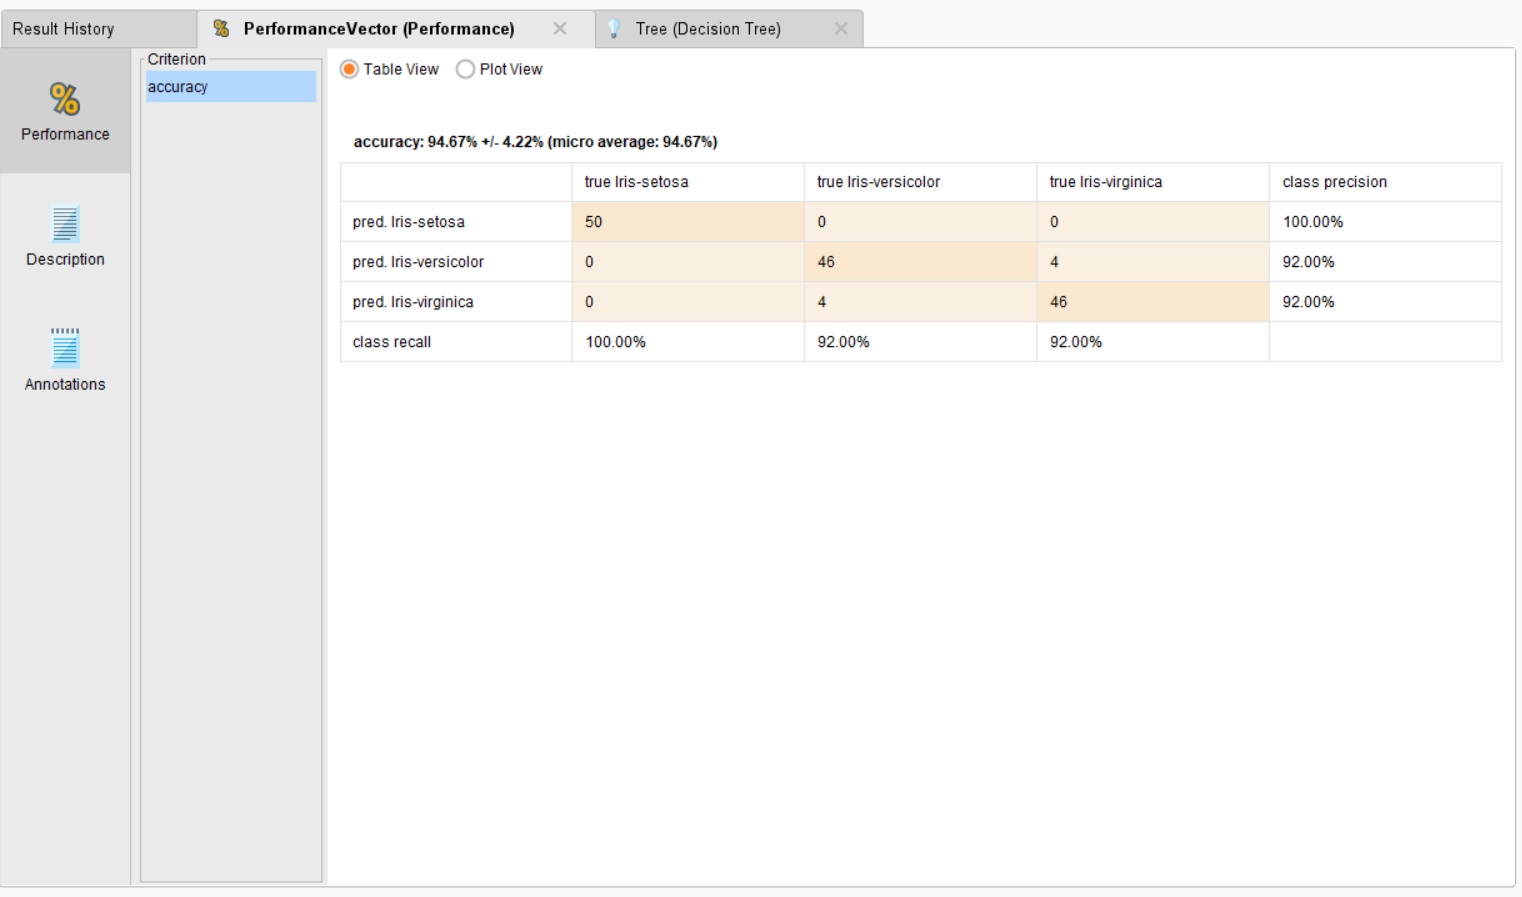 Result History
PerformanceVector (Performance)
Tree (Decision Tree)
Performance
Description
Annotations
Criterion
accuracy
Table View Plot View
accuracy: 94.67% +/- 4.22% (micro average: 94.67%)
true Iris-setosa true Iris-versicolor true Iris-virginica class precision
pred. Iris-setosa 50 0 0 100.00%
pred. Iris-versicolor 0 46 4 92.00%
pred. Iris-virginica 0 4 46 92.00%
class recall 100.00% 92.00% 92.00%